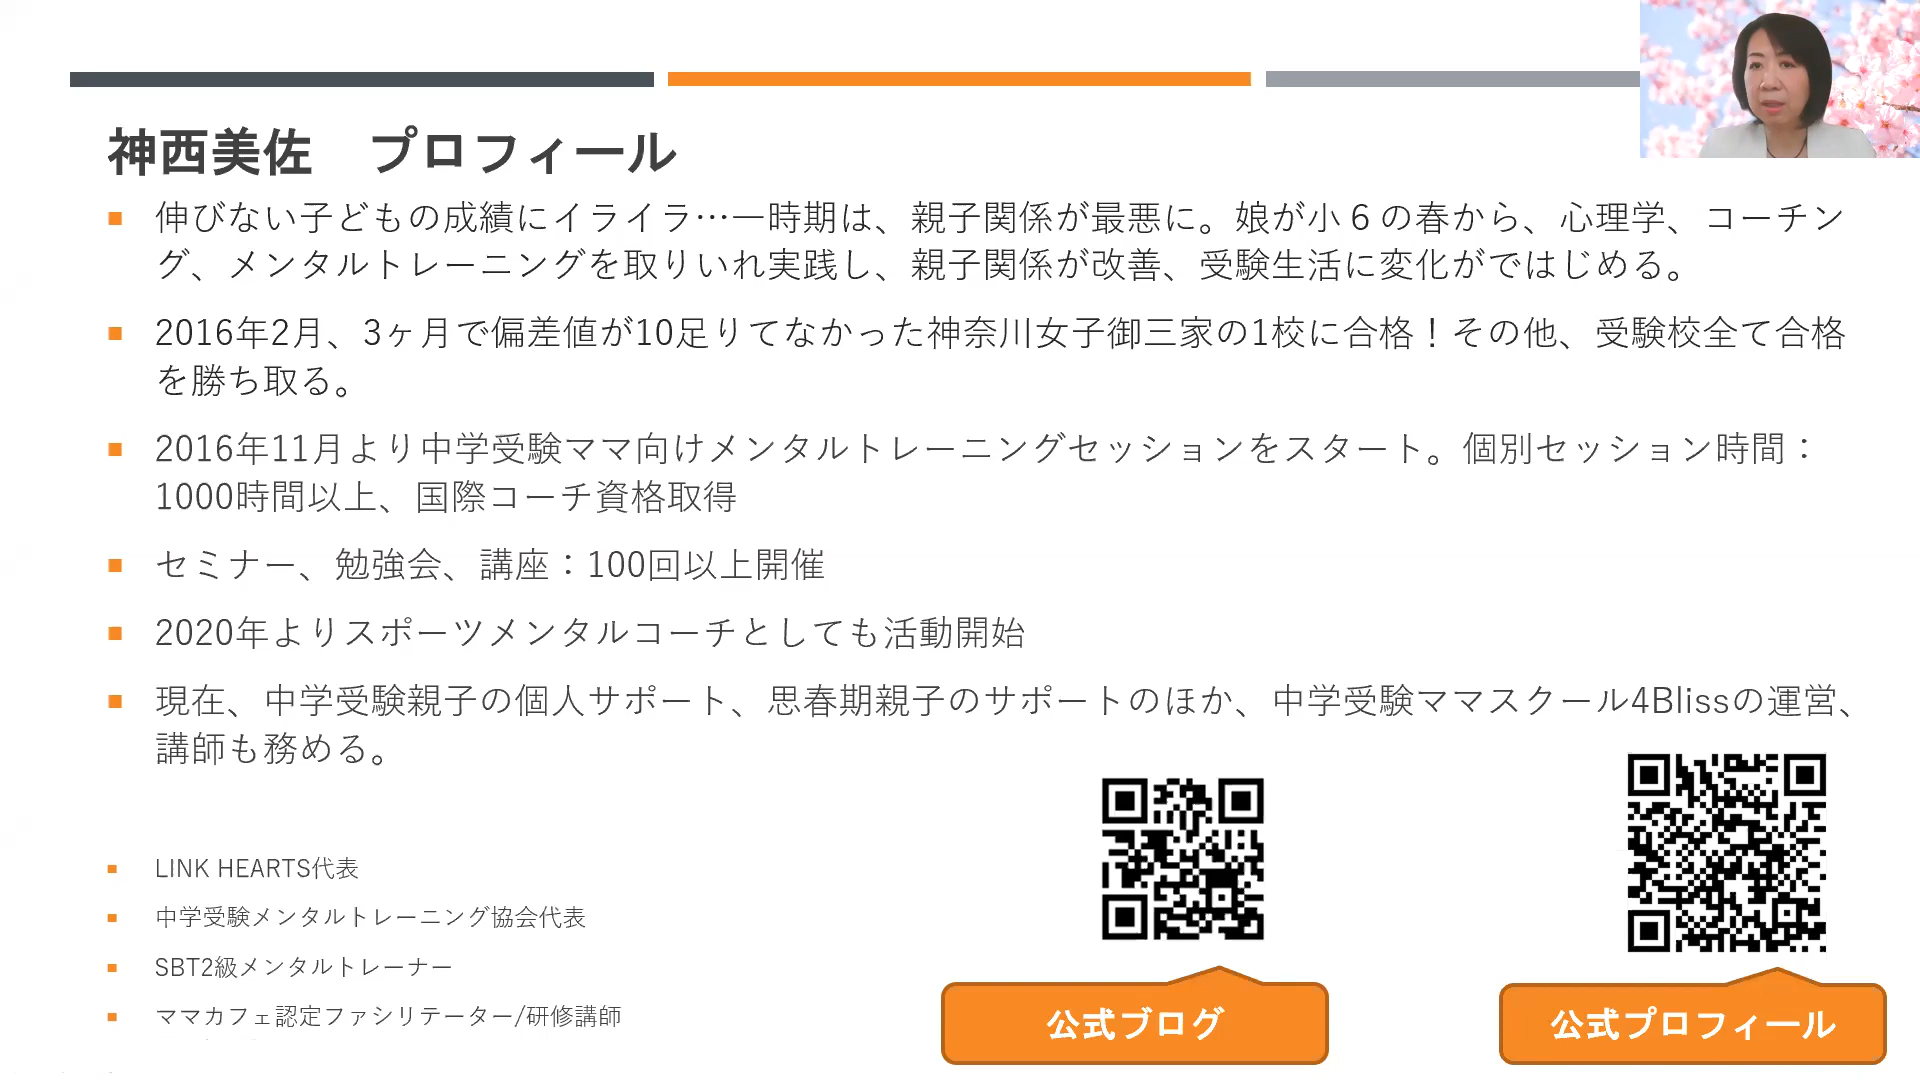 神西美佐　プロフィール
伸びない子どもの成績にイライラ…一時期は、親子関係が最悪に。娘が小６の春から、心理学、コーチン
グ、メンタルトレーニングを取りいれ実践し、親子関係が改善、受験生活に変化がではじめる。
2016年2月、3ヶ月で偏差値が10足りてなかった神奈川女子御三家の1校に合格！その他、受験校全て合格
を勝ち取る。
2016年11月より中学受験ママ向けメンタルトレーニングセッションをスタート。個別セッション時間：
1000時間以上、国際コーチ資格取得
セミナー、勉強会、講座：100回以上開催
2020年よりスポーツメンタルコーチとしても活動開始
現在、中学受験親子の個人サポート、思春期親子のサポートのほか、中学受験ママスクール4Blissの運営、
講師も務める。
LINK HEARTS代表
中学受験メンタルトレーニング協会代表
SBT2級メンタルトレーナー
ママカフェ認定ファシリテーター/研修講師
公式ブログ
公式プロフィール